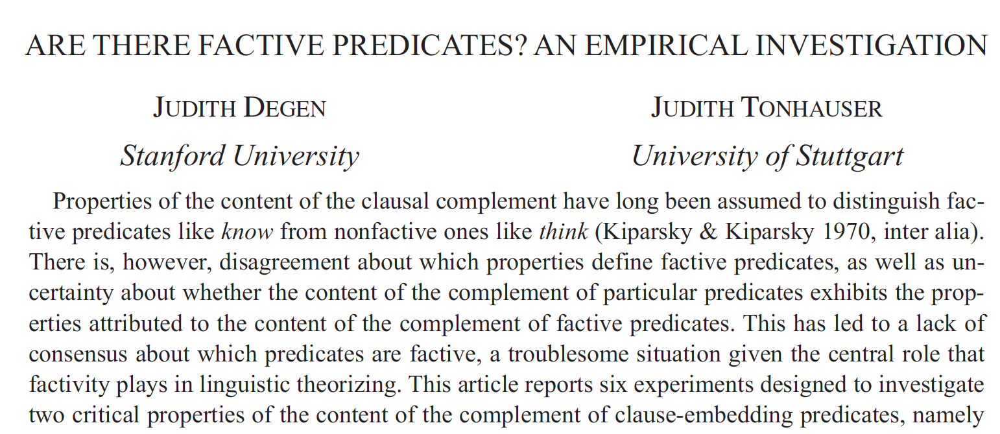 ARE THERE FACTIVE PREDICATES? AN EMPIRICAL INVESTIGATION
JUDITH DEGEN JUDITH TONHAUSER
Stanford University University of Stuttgart
Properties of the content of the clausal complement have long been assumed to distinguish fac-
tive predicates like know from nonfactive ones like think (Kiparsky & Kiparsky 1970, inter alia).
There is, however, disagreement about which properties define factive predicates, as well as un-
certainty about whether the content of the complement of particular predicates exhibits the prop-
erties attributed to the content of the complement of factive predicates. This has led to a lack of
consensus about which predicates are factive, a troublesome situation given the central role that
factivity plays in linguistic theorizing. This article reports six experiments designed to investigate
two critical properties of the content of the complement of clause-embedding predicates, namely